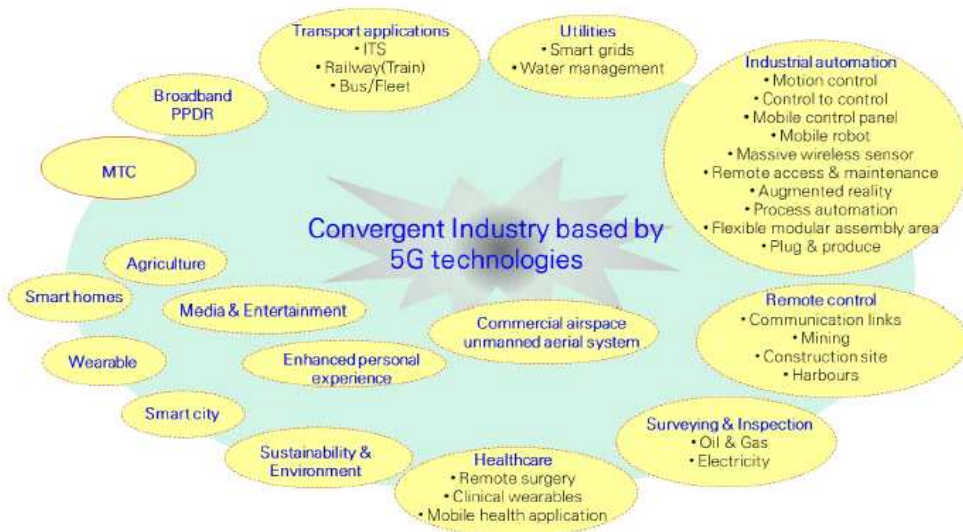 Transport applications
• ITS
• Railway(Train)
• Bus/Fleet
Utilities
• Smart grids
• Water management
Industrial automation
• Motion control
• Control to control
• Mobile control panel
• Mobile robot
• Massive wireless sensor
• Remote access & maintenance
• Augmented reality
• Process automation
• Flexible modular assembly area
• Plug & produce
Broadband
PPDR
MTC
Convergent Industry based by
5G technologies
Agriculture
Smart homes
Media & Entertainment
Commercial airspace
unmanned aerial system
Remote control
• Communication links
• Mining
• Construction site
• Harbours
Wearable
Enhanced personal
experience
Smart city
Surveying & Inspection
• Oil & Gas
• Electricity
Sustainability &
Environment
Healthcare
• Remote surgery
• Clinical wearables
• Mobile health application